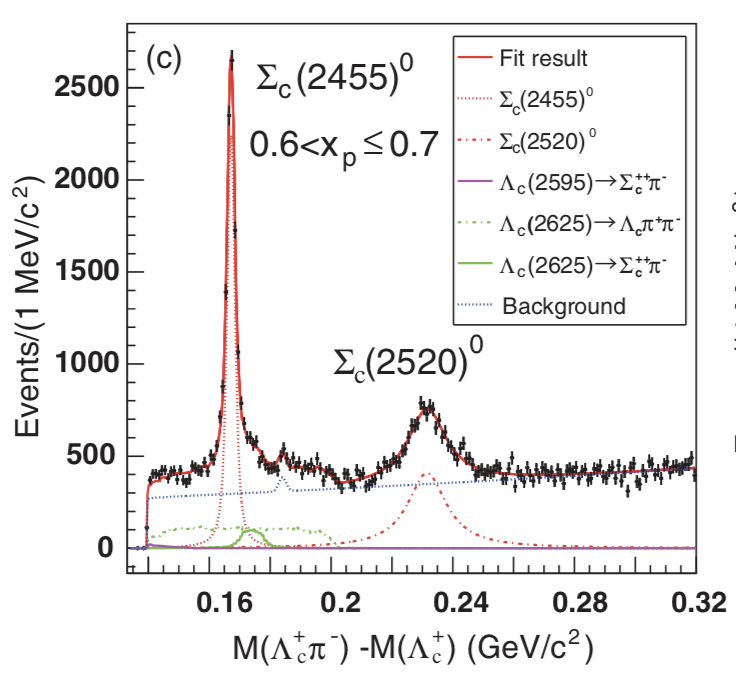 (c)
Σc(2455)⁰
0.6<xp≤0.7
Fit result
Σc(2455)⁰
Σc(2520)⁰
Λc(2595)→Σc⁺⁺π⁻
Λc(2625)→Λcπ⁺π⁻
Λc(2625)→Σc⁺⁺π⁻
Background
Σc(2520)⁰
Events/(1 MeV/c²)
2500
2000
1500
1000
500
0
0.16 0.2 0.24 0.28 0.32
M(Λc⁺π⁻) -M(Λc⁺) (GeV/c²)